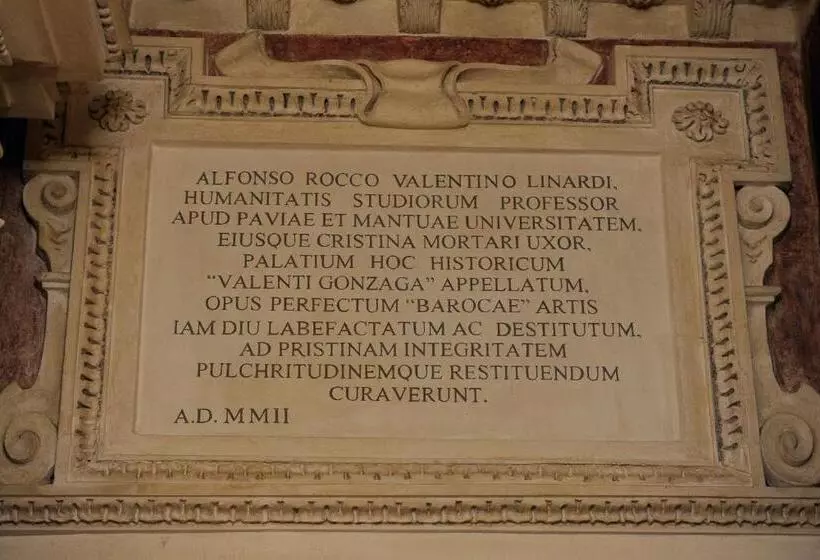 ALFONSO ROCCO VALENTINO LINARDI,
HUMANITATIS STUDIORUM PROFESSOR
APUD PAVIAE ET MANTUAE UNIVERSITATEM,
EIUSQUE CRISTINA MORTARI UXOR,
PALATIUM HOC HISTORICUM
“VALENTI GONZAGA” APPELLATUM,
OPUS PERFECTUM “BAROCAE” ARTIS
IAM DIU LABEFACTATUM AC DESTITUTUM,
AD PRISTINAM INTEGRITATEM
PULCHRITUDINEMQUE RESTITUENDUM
CURAVERUNT.
A.D. MMII